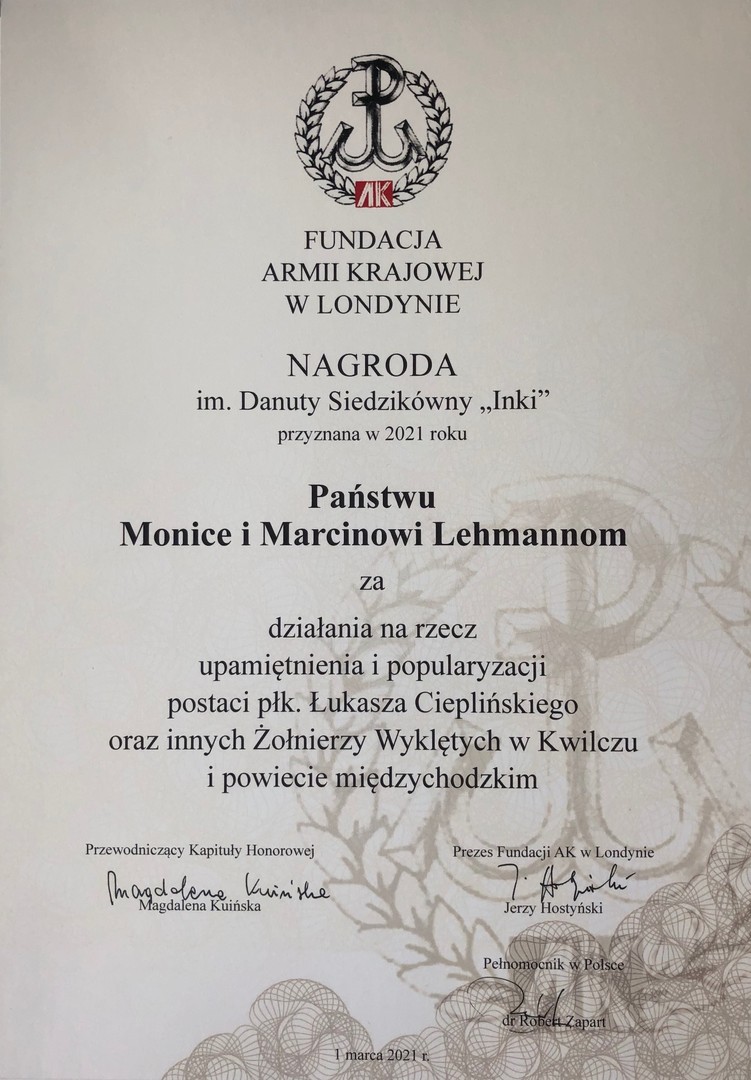 AK
FUNDACJA
ARMII KRAJOWEJ
W LONDYNIE
NAGRODA
im. Danuty Siedzikówny „Inki”
przyznana w 2021 roku
Państwu
Monice i Marcinowi Lehmannom
za
działania na rzecz
upamiętnienia i popularyzacji
postaci płk. Łukasza Cieplińskiego
oraz innych Żołnierzy Wyklętych w Kwilczu
i powiecie międzychodzkim
Przewodniczący Kapituły Honorowej
Magdalena Kuińska
Magdalena Kuińska
Prezes Fundacji AK w Londynie
Jerzy Hostyński
Pełnomocnik w Polsce
dr Robert Zapart
1 marca 2021 r.